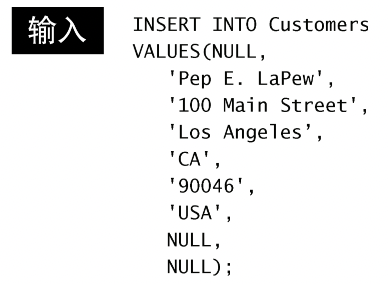 输入
INSERT INTO Customers
VALUES(NULL,
'Pep E. LaPew',
'100 Main Street',
'Los Angeles’,
'CA',
'90046',
'USA',
NULL,
NULL);